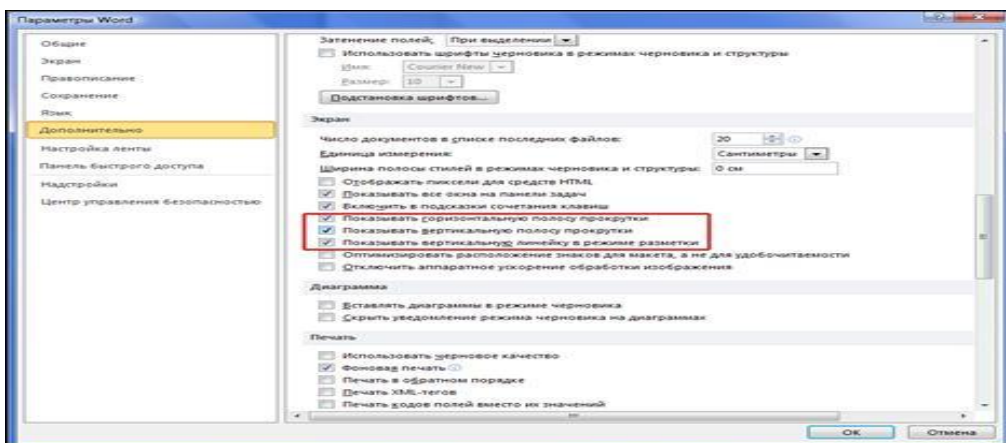 Параметры Word
Общие
Экран
Правописание
Сохранение
Язык
Дополнительно
Настройка ленты
Панель быстрого доступа
Надстройки
Центр управления безопасностью
Затенение полей: При выделении
Использовать шрифты черновика в режимах черновика и структуры
Имя: Courier New
Размер: 10
Подстановка шрифтов...
Экран
Число документов в списке последних файлов: 20
Единица измерения: Сантиметры
Ширина полосы стилей в режимах черновика и структуры: 0 см
Отображать пикселы для средств HTML
Показывать все окна на панели задач
Включить в подсказки сочетания клавиш
Показывать горизонтальную полосу прокрутки
Показывать вертикальную полосу прокрутки
Показывать вертикальную линейку в режиме разметки
Оптимизировать расположение знаков для макета, а не для удобочитаемости
Отключить аппаратное ускорение обработки изображения
Диаграмма
Вставлять диаграммы в режиме черновика
Скрыть уведомление режима черновика на диаграммах
Печать
Использовать черновое качество
Фоновая печать
Печать в обратном порядке
Печать XML-тегов
Печать кодов полей вместо их значений
ОК
Отмена